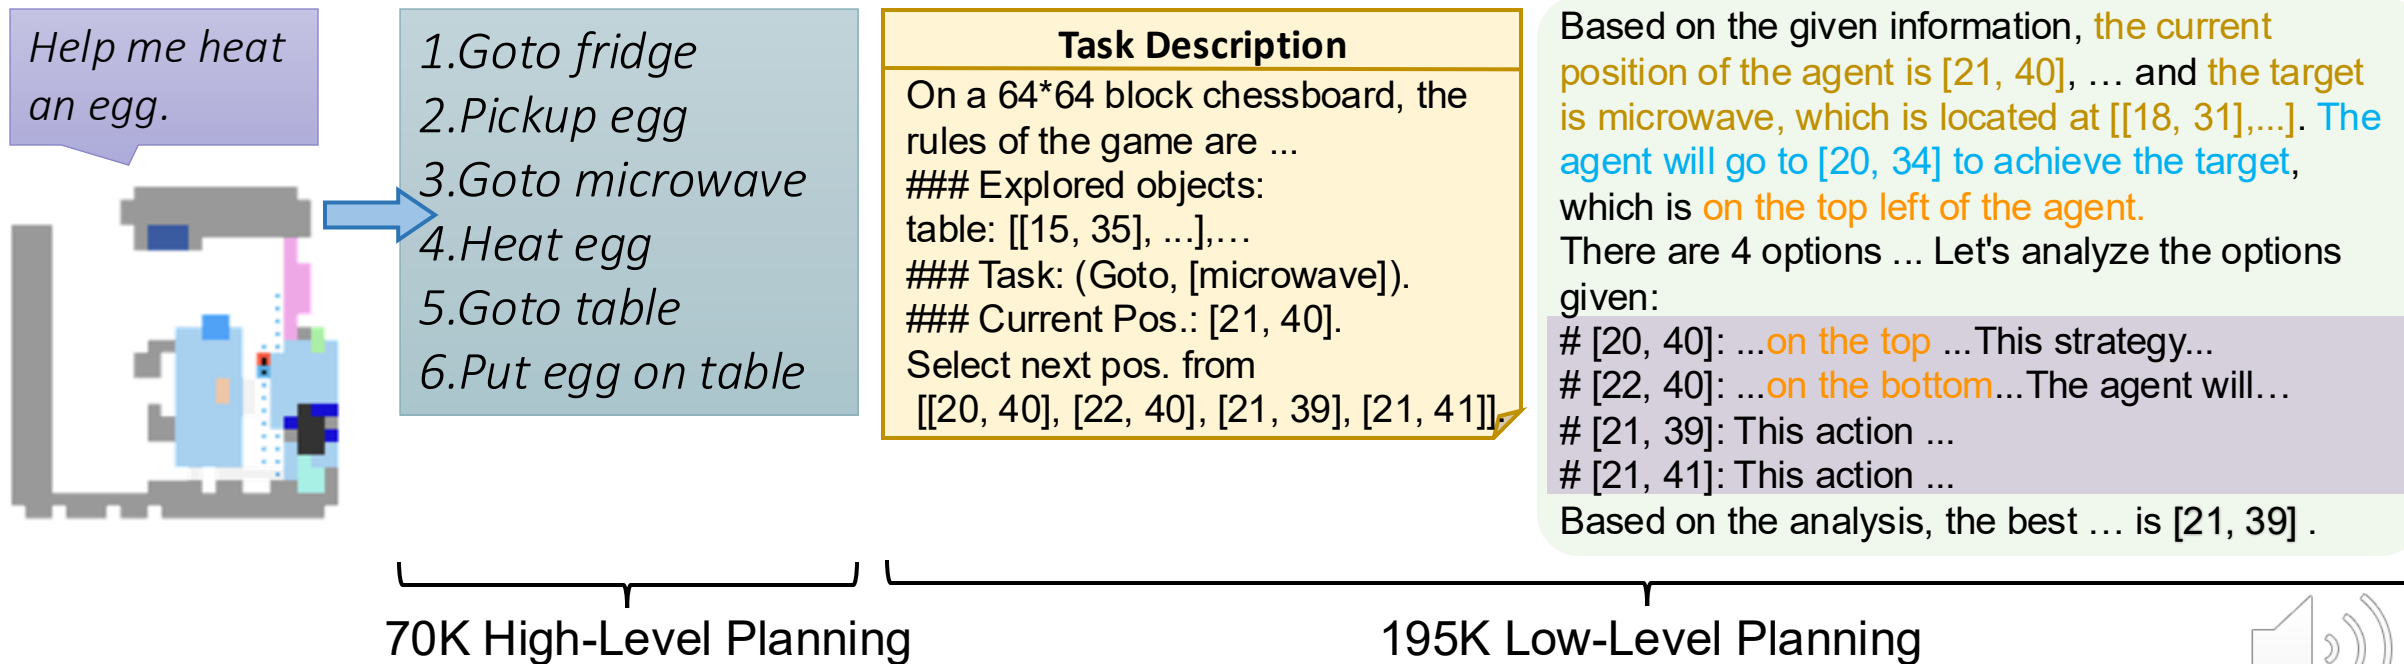 Help me heat
an egg.
1.Goto fridge
2.Pickup egg
3.Goto microwave
4.Heat egg
5.Goto table
6.Put egg on table
Task Description
On a 64*64 block chessboard, the
rules of the game are ...
### Explored objects:
table: [[15, 35], ...],...
### Task: (Goto, [microwave]).
### Current Pos.: [21, 40].
Select next pos. from
[[20, 40], [22, 40], [21, 39], [21, 41]].
Based on the given information, the current
position of the agent is [21, 40], ... and the target
is microwave, which is located at [[18, 31],...]. The
agent will go to [20, 34] to achieve the target,
which is on the top left of the agent.
There are 4 options ... Let's analyze the options
given:
# [20, 40]: ...on the top ...This strategy...
# [22, 40]: ...on the bottom...The agent will...
# [21, 39]: This action ...
# [21, 41]: This action ...
Based on the analysis, the best ... is [21, 39] .
70K High-Level Planning
195K Low-Level Planning